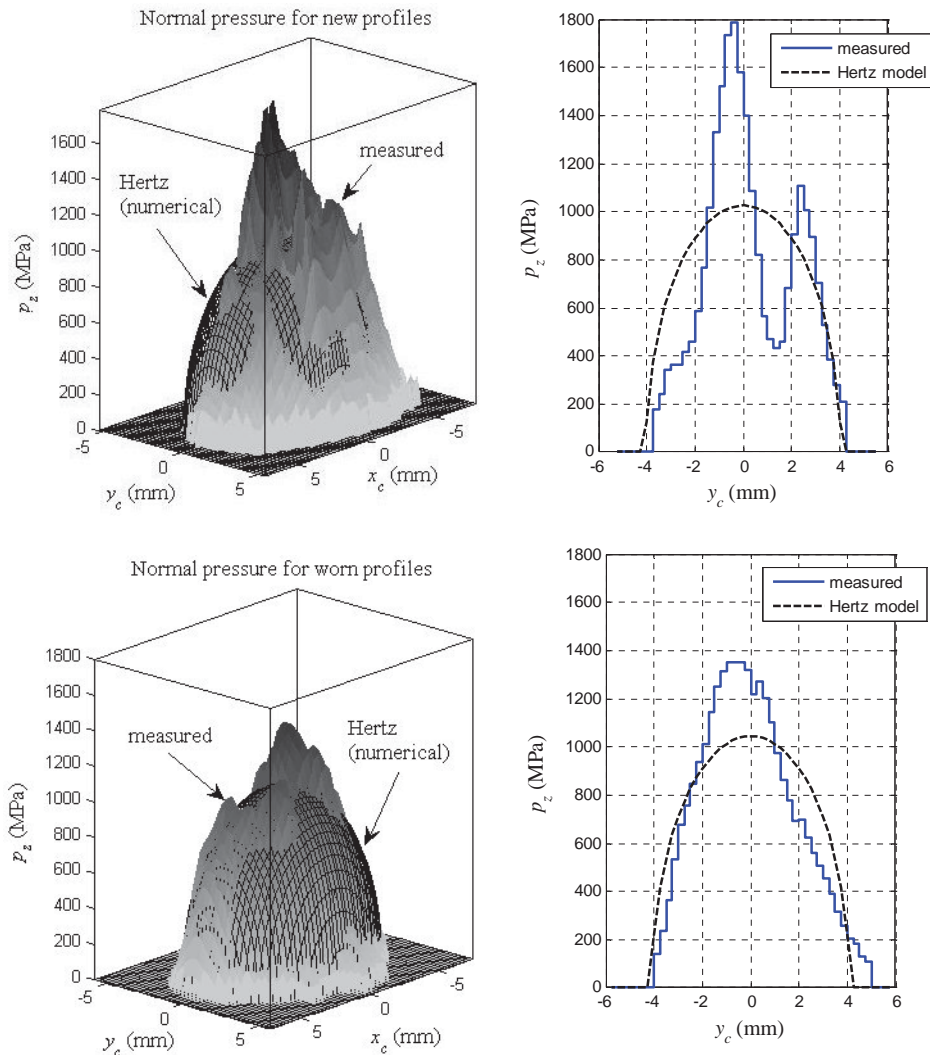 Normal pressure for new profiles
measured
Hertz
(numerical)
p_z (MPa)
1600
1400
1200
1000
800
600
400
200
0
-5
0
5
y_c (mm)
5
0
-5
x_c (mm)
1800
1600
1400
1200
1000
800
600
400
200
0
p_z (MPa)
measured
Hertz model
-6 -4 -2 0 2 4 6
y_c (mm)
Normal pressure for worn profiles
measured
Hertz
(numerical)
p_z (MPa)
1800
1600
1400
1200
1000
800
600
400
200
0
-5
0
5
y_c (mm)
5
0
-5
x_c (mm)
1800
1600
1400
1200
1000
800
600
400
200
0
p_z (MPa)
measured
Hertz model
-6 -4 -2 0 2 4 6
y_c (mm)